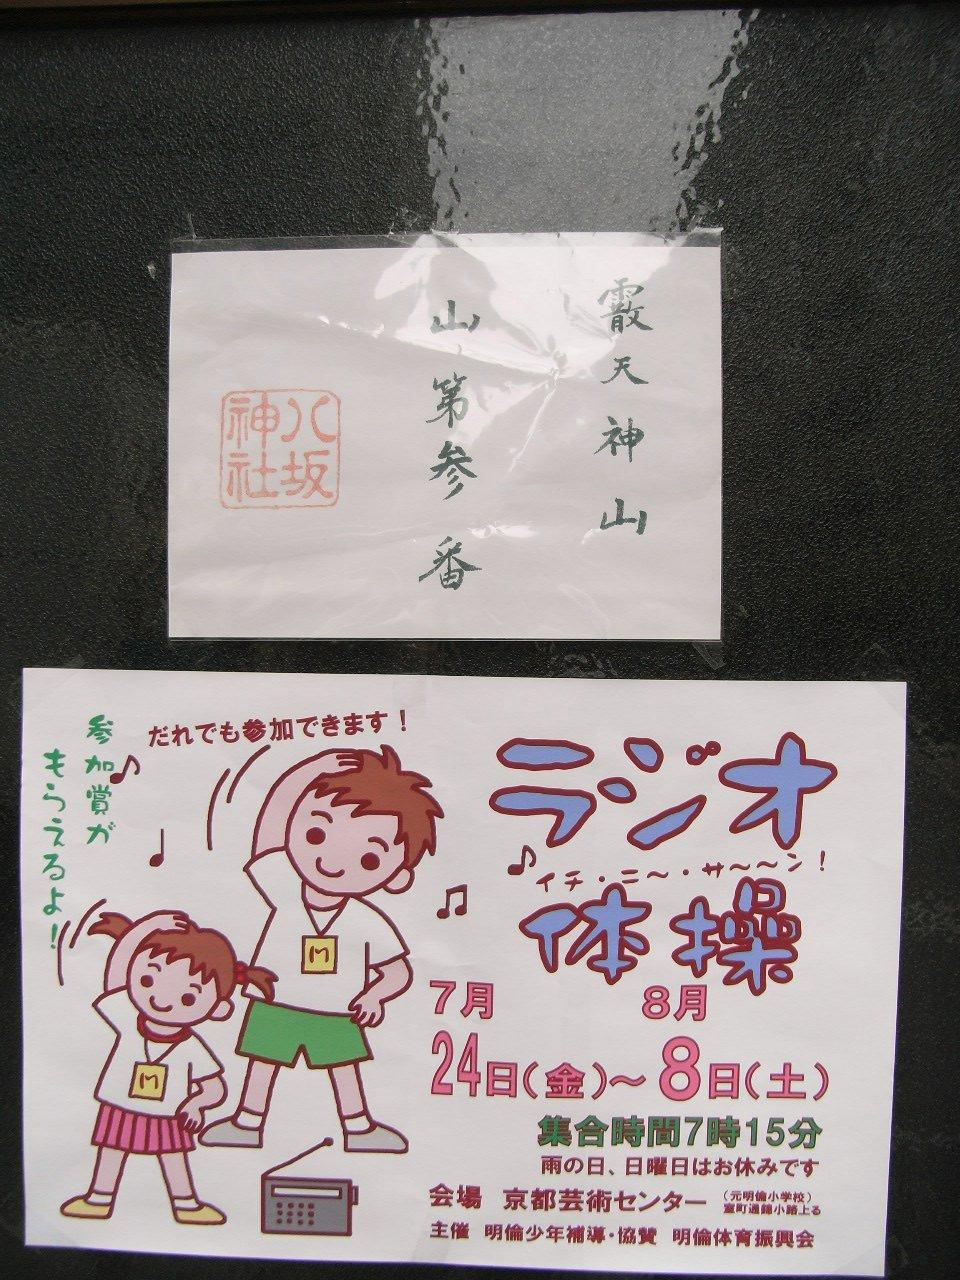 霰天神山
山第参番
八坂
神社
だれでも参加できます！
参加賞が
もらえるよ！
ラジオ
イチ・ニ〜・サ〜〜ン！
体操
7月
8月
24日(金)〜8日(土)
集合時間7時15分
雨の日、日曜日はお休みです
会場 京都芸術センター (元明倫小学校)
室町通錦小路上る
主催 明倫少年補導・協賛 明倫体育振興会
M
M